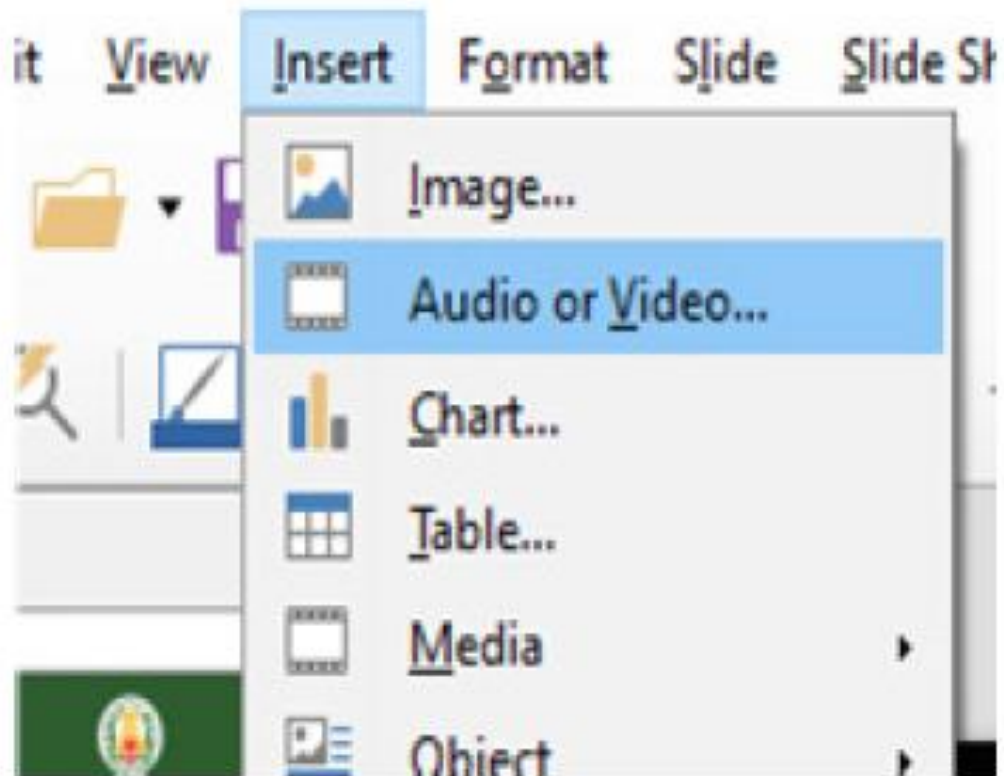 it View Insert Format Slide Slide Sh
Image...
Audio or Video...
Chart...
Table...
Media
Object